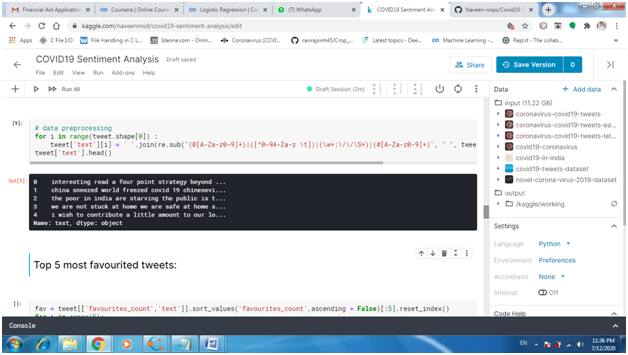 Financial Aid Application
Coursera | Online Cours
Logistic Regression | Co
(7) WhatsApp
COVID19 Sentiment An
Naveen-oops/Covid19-
kaggle.com/naveenmsd/covid-sentiment-analysis/edit
Apps
C File I/O
File Handling in C L...
Ideone.com - Online...
Coronavirus (COVI...
ravirajsinh45/Crop_...
Latest topics - Dee...
Machine Learning -...
Repl.it - The collab...
COVID19 Sentiment Analysis
Draft saved
File Edit View Run Add-ons Help
Share
Save Version
0
Run All
Draft Session (2m)
Data
+ Add data
input (11.22 GB)
coronavirus-covid19-tweets
coronavirus-covid19-tweets-ea...
coronavirus-covid19-tweets-lat...
covid19-coronavirus
covid19-in-india
covid19-tweets-dataset
novel-corona-virus-2019-dataset
output
/kaggle/working
Settings
Language Python
Environment Preferences
Accelerator None
Internet Off
Code Help
[9]:
# data preprocessing
for i in range(tweet.shape[0]) :
tweet['text'][i] = ' '.join(re.sub("(@[A-Za-z0-9]+)|([^0-9A-Za-z \t])|(\w+:\/\/\S+)|(#[A-Za-z0-9]+)", " ", twee
tweet['text'].head()
Out[9]:
0 interesting read a four point strategy beyond ...
1 china sneezed world freezed covid 19 chinesevi...
2 the poor in india are starving the public is t...
3 we are not stuck at home we are safe at home s...
4 i wish to contribute a little amount to our lo...
Name: text, dtype: object
Top 5 most favourited tweets:
[]:
fav = tweet[['favourites_count','text']].sort_values('favourites_count',ascending = False)[:5].reset_index()
Console
EN
11:36 PM
7/12/2020